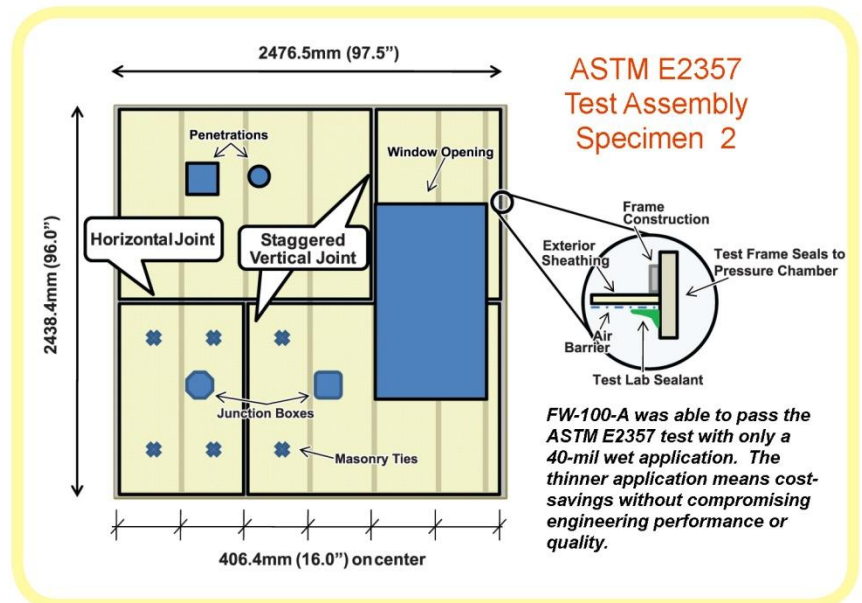 2476.5mm (97.5")
ASTM E2357
Test Assembly
Specimen 2
Penetrations
Window Opening
Horizontal Joint
Staggered
Vertical Joint
2438.4mm (96.0")
Frame
Construction
Exterior
Sheathing
Test Frame Seals to
Pressure Chamber
Air
Barrier
Test Lab Sealant
Junction Boxes
Masonry Ties
406.4mm (16.0") on center
FW-100-A was able to pass the
ASTM E2357 test with only a
40-mil wet application. The
thinner application means cost-
savings without compromising
engineering performance or
quality.